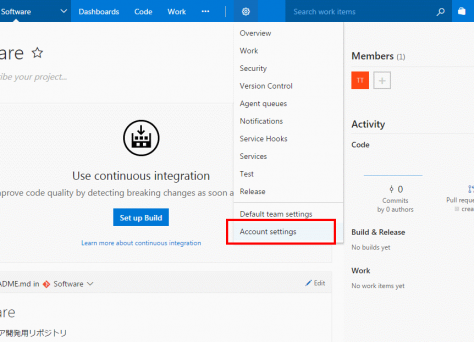 Software Dashboards Code Work ... Search work items
are
be your project...
Overview
Work
Security
Version Control
Agent queues
Notifications
Service Hooks
Services
Test
Release
Default team settings
Account settings
Use continuous integration
improve code quality by detecting breaking changes as soon a
Set up Build
Learn more about continuous integration
Members (1)
TT +
Activity
Code
0
Commits
by 0 authors
Pull reque
crea
Build & Release
No builds yet
Work
No work items yet
ADME.md in Software Edit
are
ア開発用リポトリ